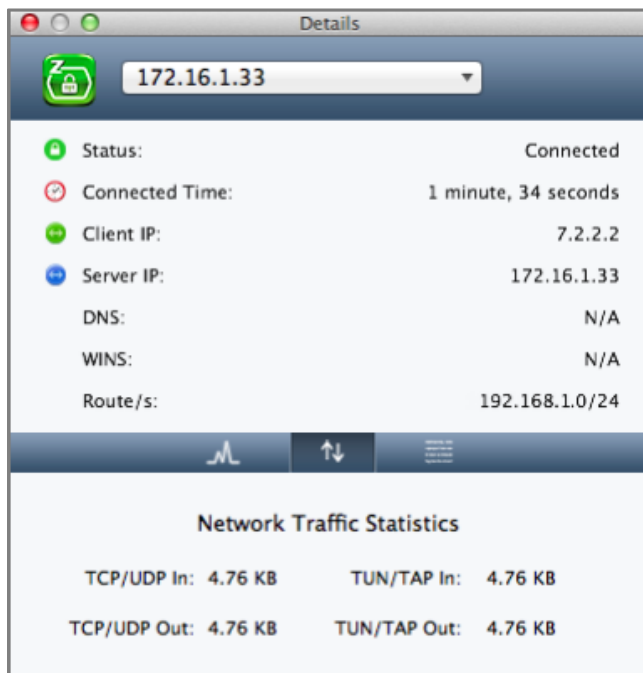 Details
Z
172.16.1.33
Status: Connected
Connected Time: 1 minute, 34 seconds
Client IP: 7.2.2.2
Server IP: 172.16.1.33
DNS: N/A
WINS: N/A
Route/s: 192.168.1.0/24
Network Traffic Statistics
TCP/UDP In: 4.76 KB TUN/TAP In: 4.76 KB
TCP/UDP Out: 4.76 KB TUN/TAP Out: 4.76 KB